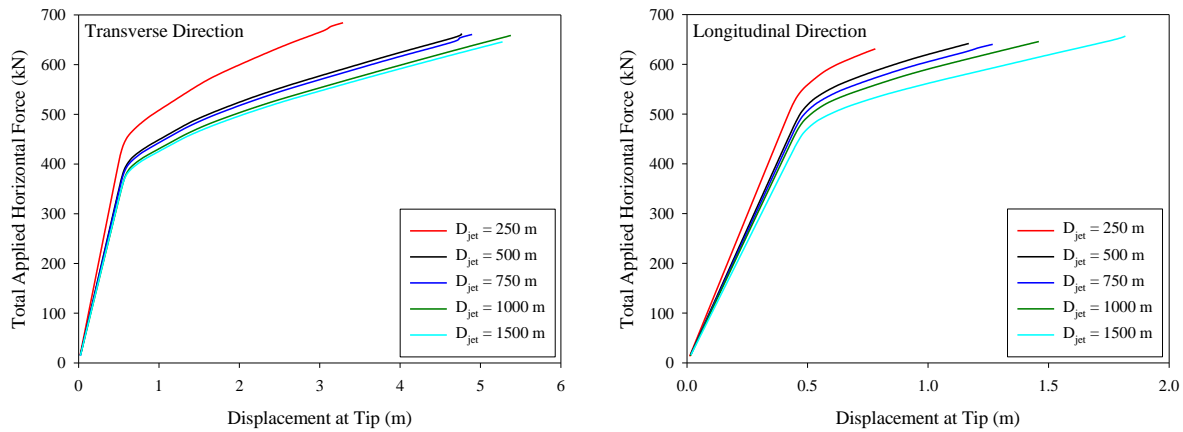 Transverse Direction
Total Applied Horizontal Force (kN)
700
600
500
400
300
200
100
0
0 1 2 3 4 5 6
Displacement at Tip (m)
D_jet = 250 m
D_jet = 500 m
D_jet = 750 m
D_jet = 1000 m
D_jet = 1500 m
Longitudinal Direction
Total Applied Horizontal Force (kN)
700
600
500
400
300
200
100
0
0.0 0.5 1.0 1.5 2.0
Displacement at Tip (m)
D_jet = 250 m
D_jet = 500 m
D_jet = 750 m
D_jet = 1000 m
D_jet = 1500 m